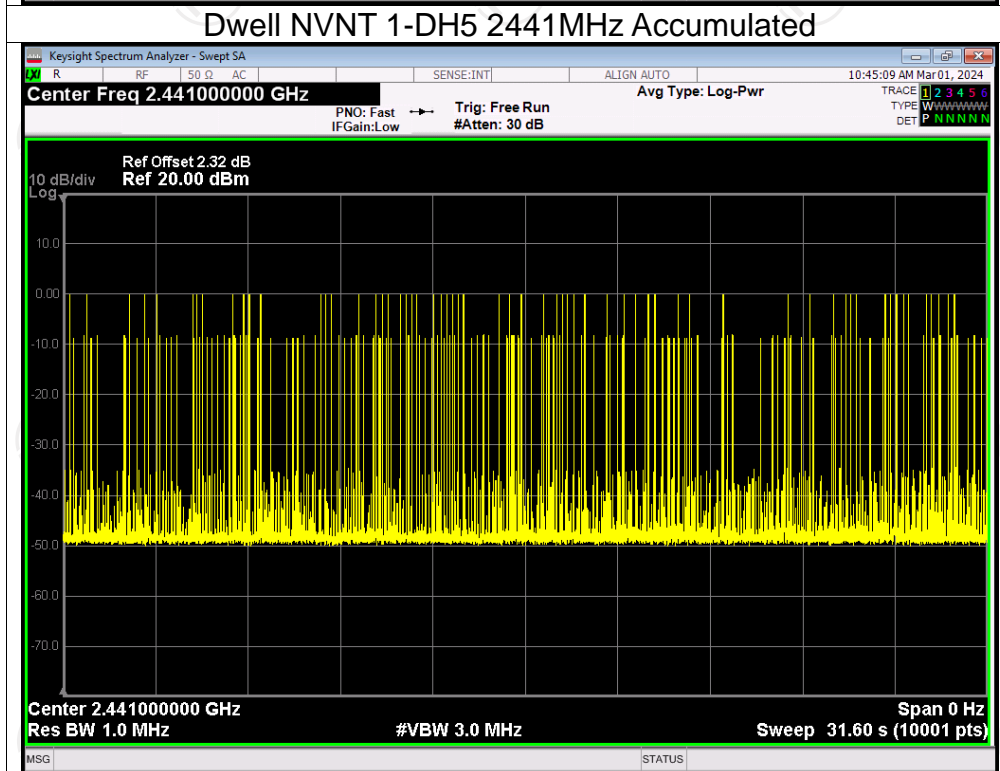 Dwell NVNT 1-DH5 2441MHz Accumulated
Keysight Spectrum Analyzer - Swept SA
LXI R RF 50 Ω AC SENSE:INT ALIGN AUTO 10:45:09 AM Mar 01, 2024
Center Freq 2.441000000 GHz Avg Type: Log-Pwr TRACE 1 2 3 4 5 6
PNO: Fast Trig: Free Run TYPE W WWWWW
IFGain:Low #Atten: 30 dB DET P N N N N N
Ref Offset 2.32 dB
10 dB/div Ref 20.00 dBm
Log
10.0
0.00
-10.0
-20.0
-30.0
-40.0
-50.0
-60.0
-70.0
Center 2.441000000 GHz Span 0 Hz
Res BW 1.0 MHz #VBW 3.0 MHz Sweep 31.60 s (10001 pts)
MSG STATUS